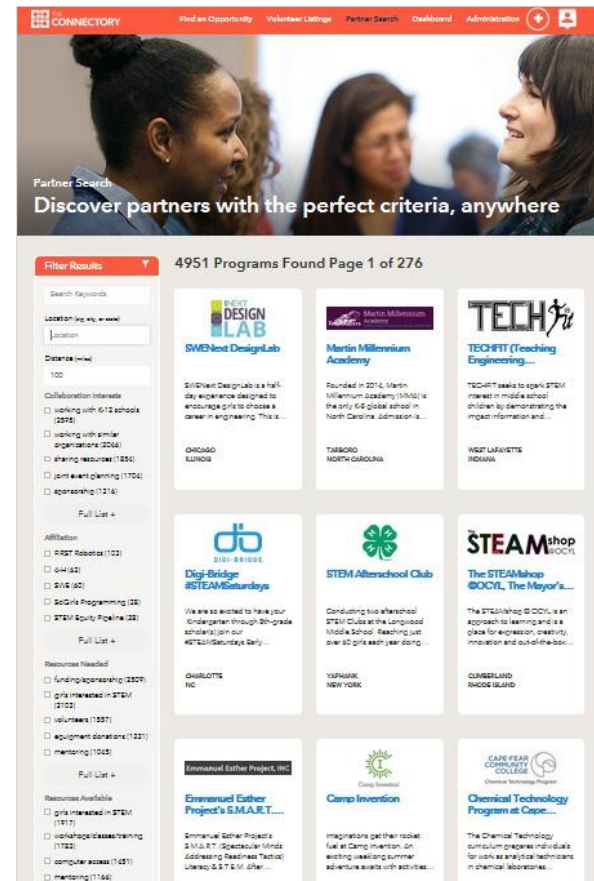 THE
CONNECTORY
Find an Opportunity
Volunteer Listings
Partner Search
Dashboard
Administration
Partner Search
Discover partners with the perfect criteria, anywhere
Filter Results
Search Keywords
Location (zip, city, or state)
Location
Distance (miles)
100
Collaboration Interests
working with K-12 schools
(2595)
working with similar
organizations (2066)
sharing resources (1856)
joint event planning (1706)
sponsorship (1316)
Full List +
Affiliation
FIRST Robotics (103)
4-H (63)
SWE (60)
SciGirls Programming (38)
STEM Equity Pipeline (38)
Full List +
Resources Needed
funding/sponsorship (2509)
girls interested in STEM
(2103)
volunteers (1557)
equipment donations (1231)
mentoring (1065)
Full List +
Resources Available
girls interested in STEM
(1917)
workshops/classes/training
(1783)
computer access (1451)
mentoring (1166)
4951 Programs Found Page 1 of 276
DESIGN
LAB
SWENext DesignLab
SWENext DesignLab is a half-
day experience designed to
encourage girls to choose a
career in engineering. This is...
CHICAGO
ILLINOIS
Martin Millennium
Academy
Martin Millennium
Academy
Founded in 2014, Martin
Millennium Academy (MMA) is
the only K-8 global school in
North Carolina. Admission is...
TARBORO
NORTH CAROLINA
TECH Fit
TECHFIT (Teaching
Engineering...
TECHFIT seeks to spark STEM
interest in middle school
children by demonstrating the
impact information and...
WEST LAFAYETTE
INDIANA
DIGI-BRIDGE
Digi-Bridge
#STEAMSaturdays
We are so excited to have your
Kindergarten through 8th-grade
scholar(s) join our
#STEAMSaturdays Early...
CHARLOTTE
NC
STEM Afterschool Club
Conducting two afterschool
STEM Clubs at the Longwood
Middle School. Reaching just
over 60 girls each year doing...
YAPHANK
NEW YORK
The
STEAMshop
@OCYL
The STEAMshop
@OCYL, The Mayor's...
The STEAMshop @ OCYL is an
approach to learning and is a
place for expression, creativity,
innovation and out-of-the-box...
CUMBERLAND
RHODE ISLAND
Emmanuel Esther Project, INC
Emmanuel Esther
Project's S.M.A.R.T....
Emmanuel Esther Project's
S.M.A.R.T. (Spectacular Minds
Addressing Readiness Tactics)
Literacy & S.T.E.M. After...
Camp Invention
Camp Invention
Imaginations get their rocket
fuel at Camp Invention. An
exciting weeklong summer
adventure awaits with activities...
CAPE FEAR
COMMUNITY
COLLEGE
Chemical Technology Program
Chemical Technology
Program at Cape...
The Chemical Technology
curriculum prepares individuals
for work as analytical technicians
in chemical laboratories...